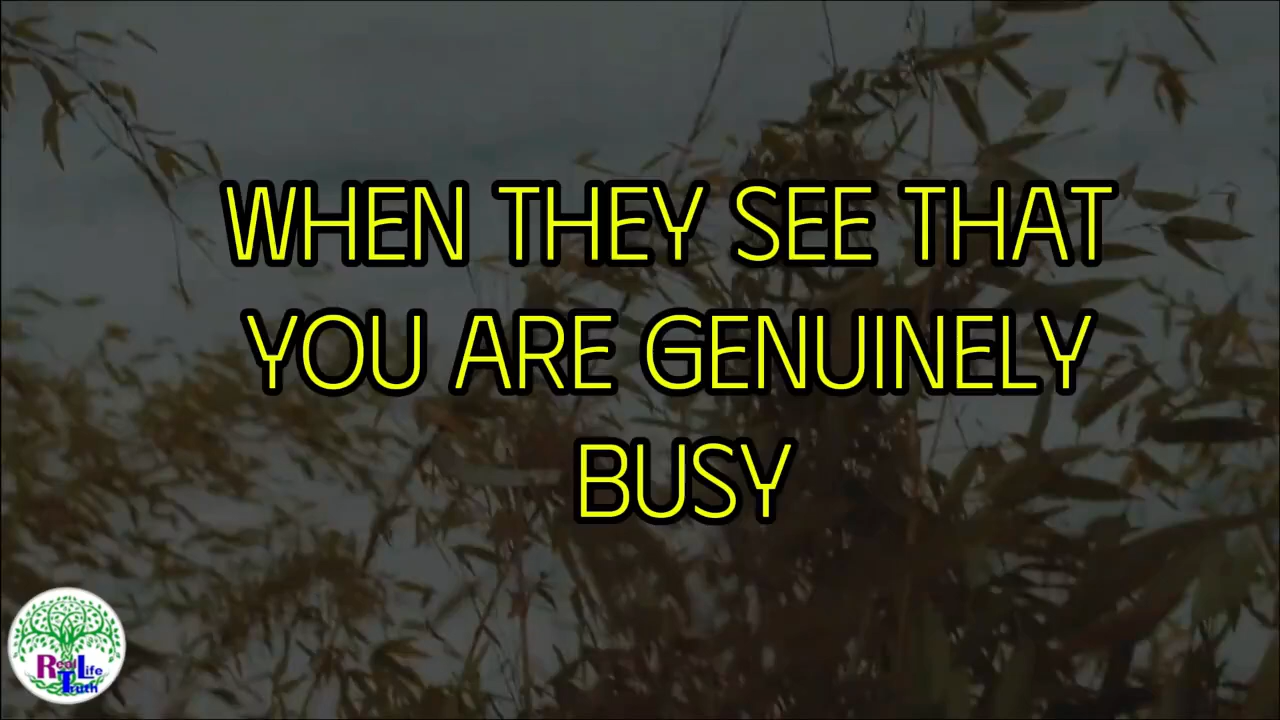 WHEN THEY SEE THAT
YOU ARE GENUINELY
BUSY
Real Life
Truth